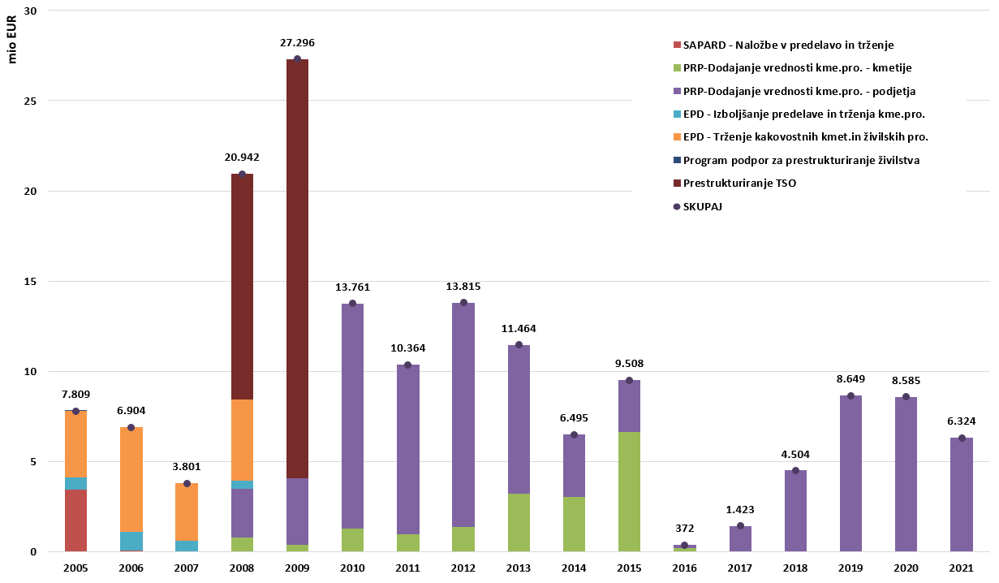 mio EUR
30
25
20
15
10
5
0
7.809
6.904
3.801
20.942
27.296
13.761
10.364
13.815
11.464
6.495
9.508
372
1.423
4.504
8.649
8.585
6.324
2005 2006 2007 2008 2009 2010 2011 2012 2013 2014 2015 2016 2017 2018 2019 2020 2021
SAPARD - Naložbe v predelavo in trženje
PRP-Dodajanje vrednosti kme.pro. - kmetije
PRP-Dodajanje vrednosti kme.pro. - podjetja
EPD - Izboljšanje predelave in trženja kme.pro.
EPD - Trženje kakovostnih kmet.in živilskih pro.
Program podpor za prestrukturiranje živilstva
Prestrukturiranje TSO
SKUPAJ